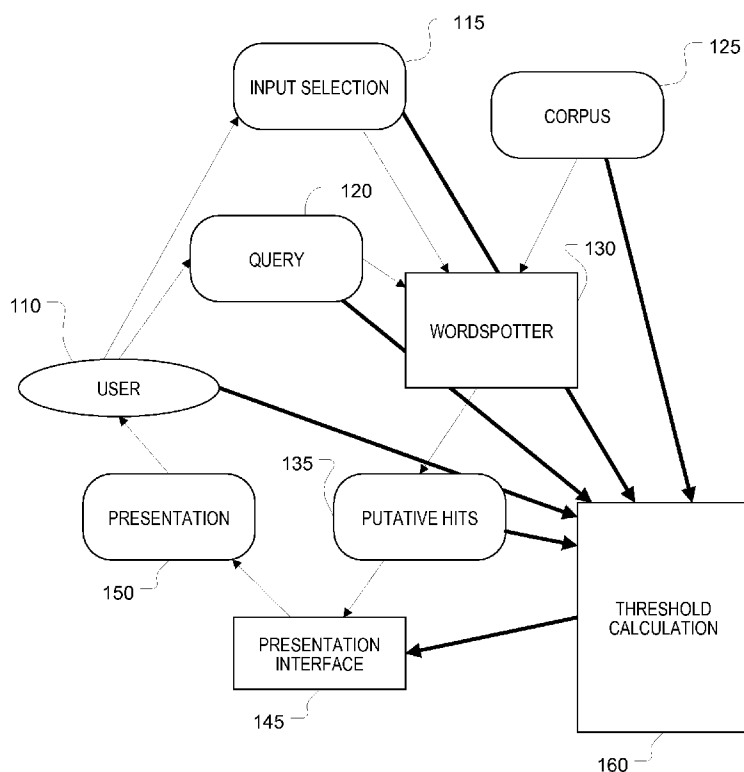 115
INPUT SELECTION
125
CORPUS
120
QUERY
130
WORDSPOTTER
110
USER
135
PRESENTATION
PUTATIVE HITS
150
THRESHOLD
CALCULATION
PRESENTATION
INTERFACE
145
160